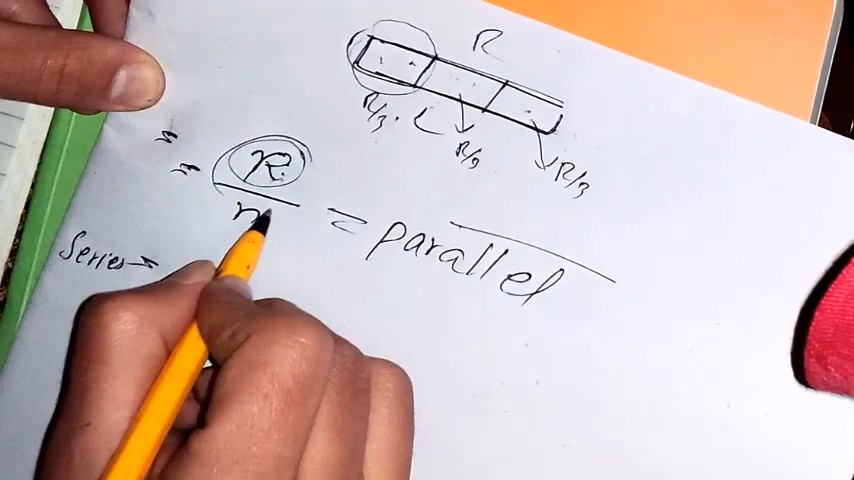 R
R/3 . L
R/3
R/3
R
n
= parallel
Series →